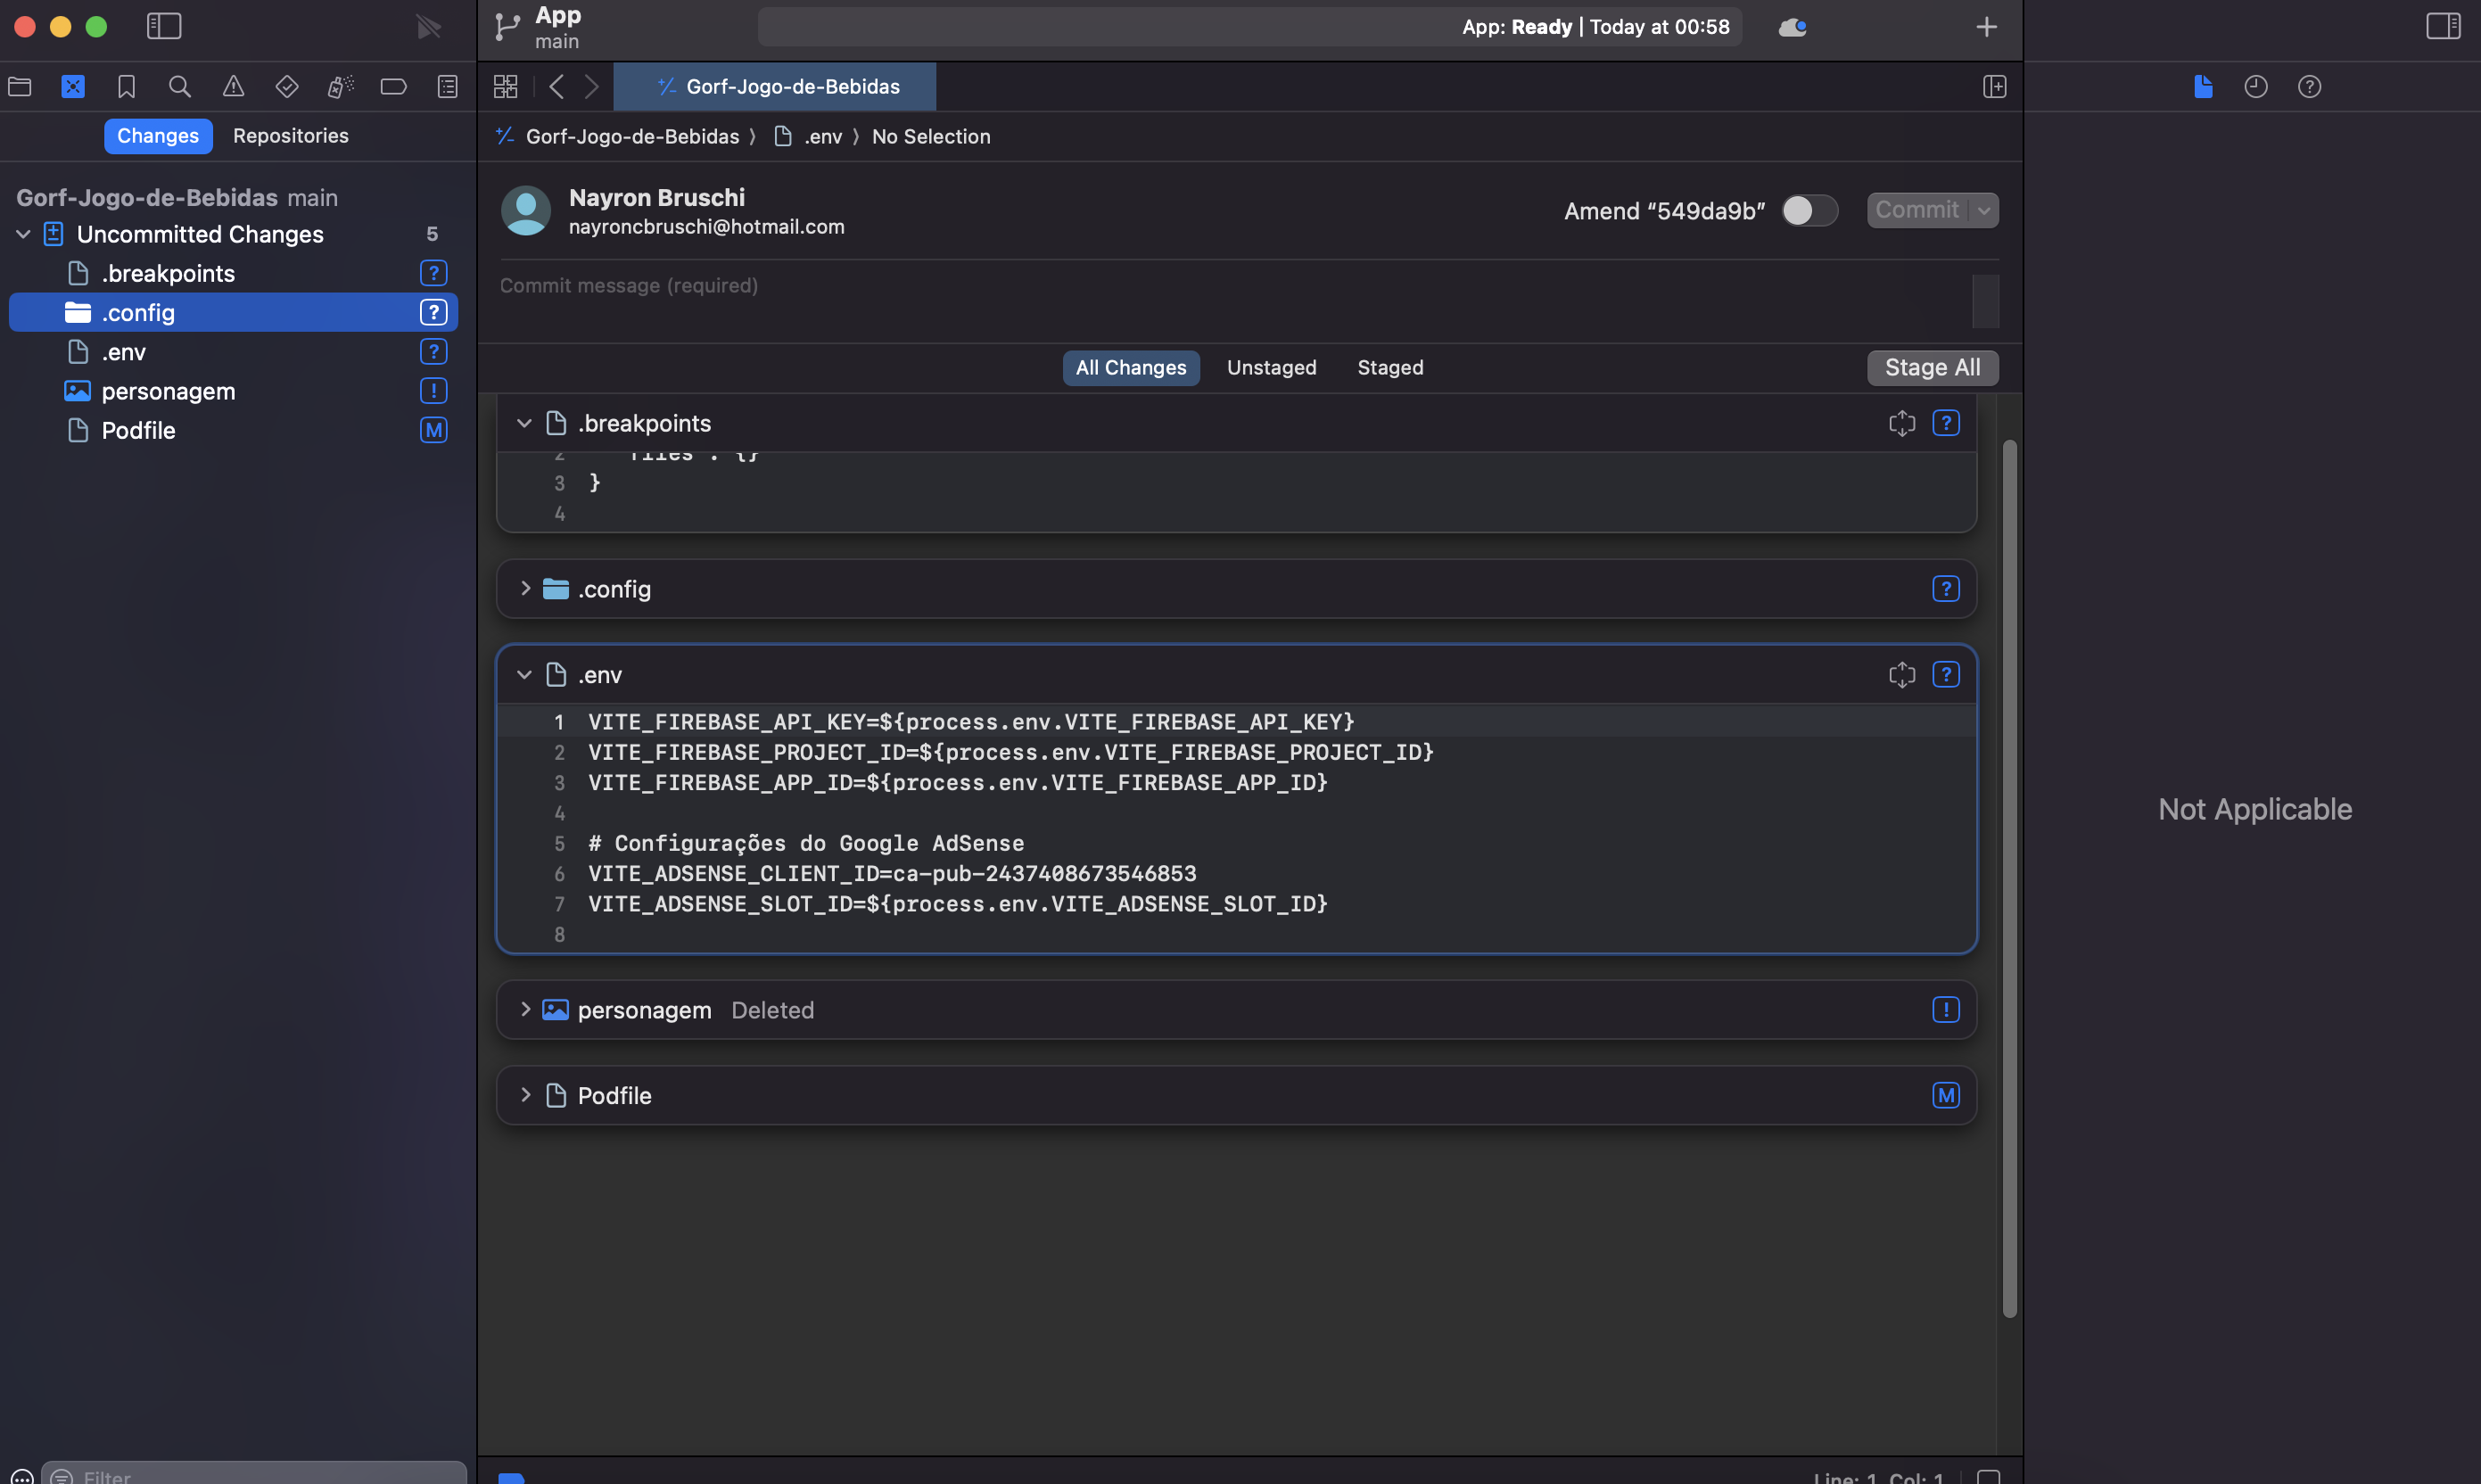 App
main
App: Ready | Today at 00:58
Gorf-Jogo-de-Bebidas
Changes
Repositories
Gorf-Jogo-de-Bebidas main
Uncommitted Changes 5
.breakpoints ?
.config ?
.env ?
personagem !
Podfile M
Filter
Gorf-Jogo-de-Bebidas 〉 .env 〉 No Selection
Nayron Bruschi
nayroncbruschi@hotmail.com
Amend “549da9b”
Commit
Commit message (required)
All Changes
Unstaged
Staged
Stage All
.breakpoints ?
2 "files": {}
3 }
4
.config ?
.env ?
1 VITE_FIREBASE_API_KEY=${process.env.VITE_FIREBASE_API_KEY}
2 VITE_FIREBASE_PROJECT_ID=${process.env.VITE_FIREBASE_PROJECT_ID}
3 VITE_FIREBASE_APP_ID=${process.env.VITE_FIREBASE_APP_ID}
4
5 # Configurações do Google AdSense
6 VITE_ADSENSE_CLIENT_ID=ca-pub-2437408673546853
7 VITE_ADSENSE_SLOT_ID=${process.env.VITE_ADSENSE_SLOT_ID}
8
personagem Deleted !
Podfile M
Line: 1 Col: 1
Not Applicable